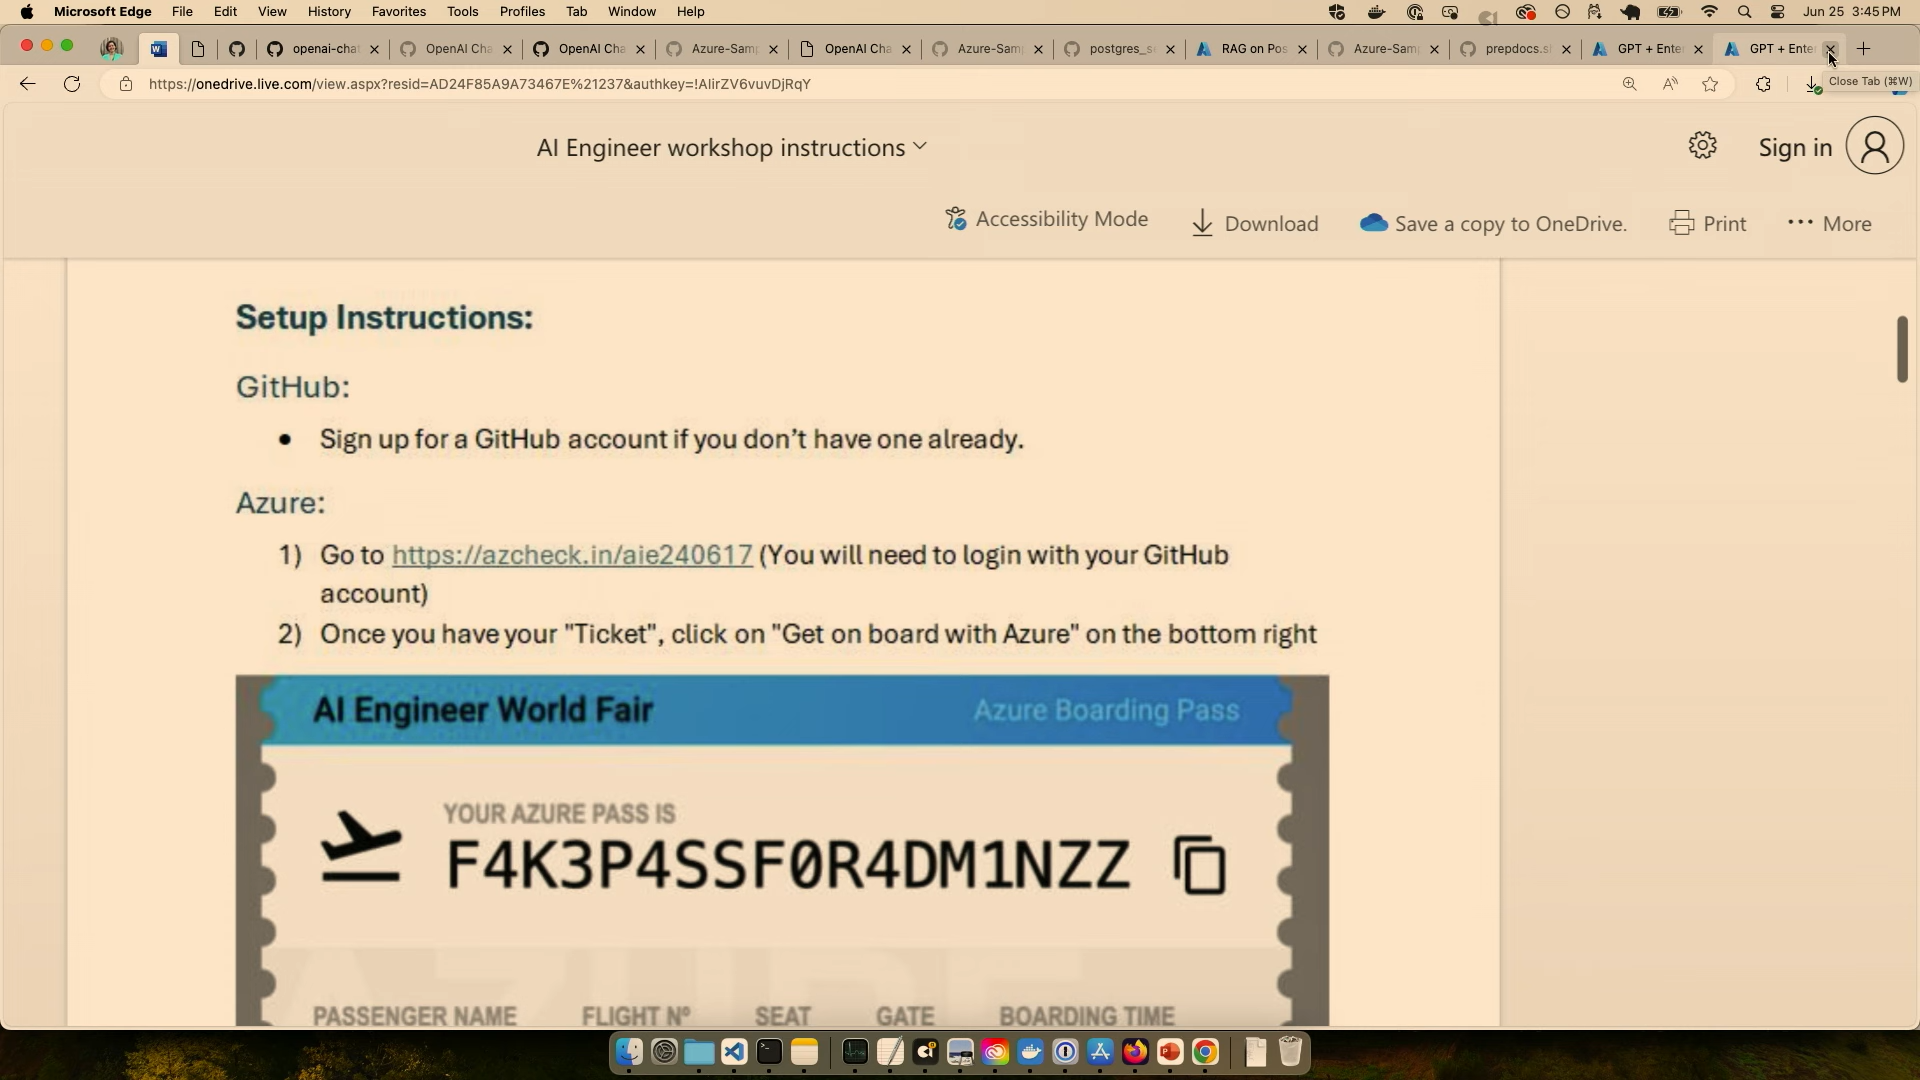 Microsoft Edge File Edit View History Favorites Tools Profiles Tab Window Help Jun 25 3:45 PM
openai-cha OpenAI Cha OpenAI Cha Azure-Samp OpenAI Cha Azure-Sam postgres_s RAG on Pos Azure-Sam prepdocs.s GPT + Enter GPT + Enter
https://onedrive.live.com/view.aspx?resid=AD24F85A9A73467E%21237&authkey=!AIirZV6vuvDjRqY
Close Tab (⌘W)
AI Engineer workshop instructions
Sign in
Accessibility Mode Download Save a copy to OneDrive. Print ··· More
Setup Instructions:
GitHub:
• Sign up for a GitHub account if you don’t have one already.
Azure:
1) Go to https://azcheck.in/aie240617 (You will need to login with your GitHub
account)
2) Once you have your "Ticket", click on "Get on board with Azure" on the bottom right
AI Engineer World Fair Azure Boarding Pass
YOUR AZURE PASS IS
F4K3P4SSF0R4DM1NZZ
PASSENGER NAME FLIGHT Nº SEAT GATE BOARDING TIME